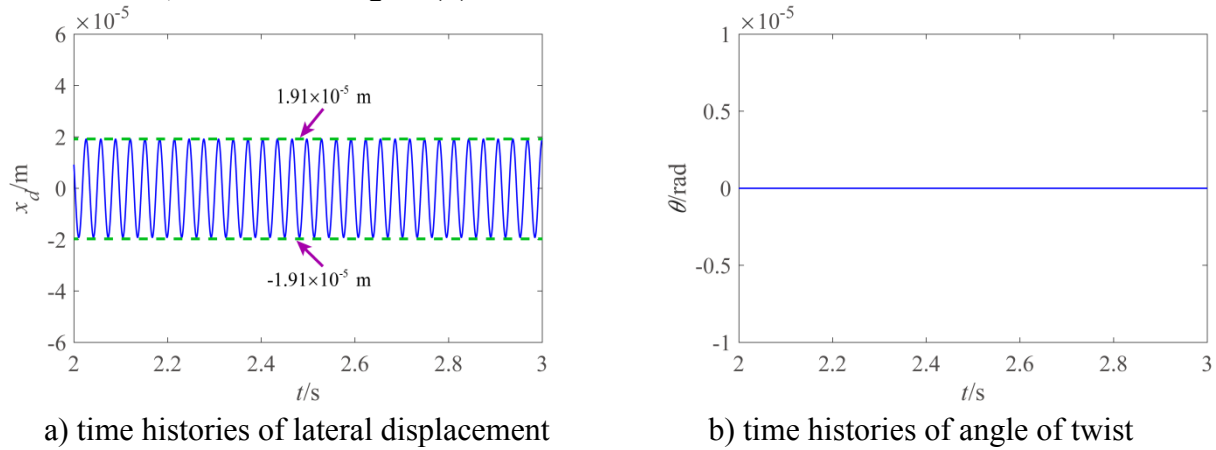 ×10⁻⁵
6
4
2
0
-2
-4
-6
x_d/m
1.91×10⁻⁵ m
-1.91×10⁻⁵ m
2 2.2 2.4 2.6 2.8 3
t/s
a) time histories of lateral displacement
×10⁻⁵
1
0.5
0
-0.5
-1
θ/rad
2 2.2 2.4 2.6 2.8 3
t/s
b) time histories of angle of twist